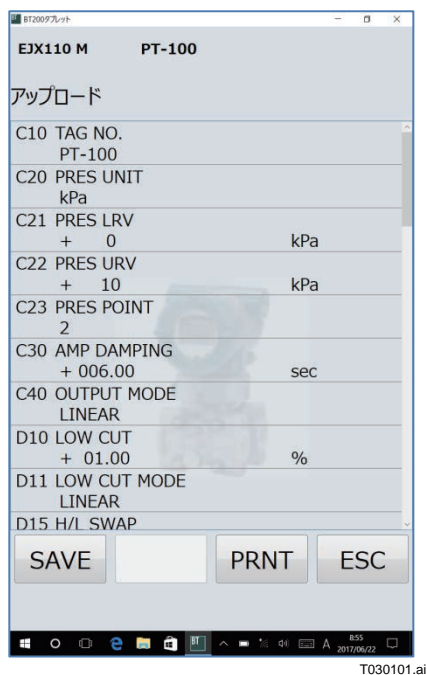 BT200タブレット
EJX110 M PT-100
アップロード
C10 TAG NO.
PT-100
C20 PRES UNIT
kPa
C21 PRES LRV
+ 0 kPa
C22 PRES URV
+ 10 kPa
C23 PRES POINT
2
C30 AMP DAMPING
+ 006.00 sec
C40 OUTPUT MODE
LINEAR
D10 LOW CUT
+ 01.00 %
D11 LOW CUT MODE
LINEAR
D15 H/L SWAP
SAVE PRNT ESC
BT A 8:55
2017/06/22
T030101.ai